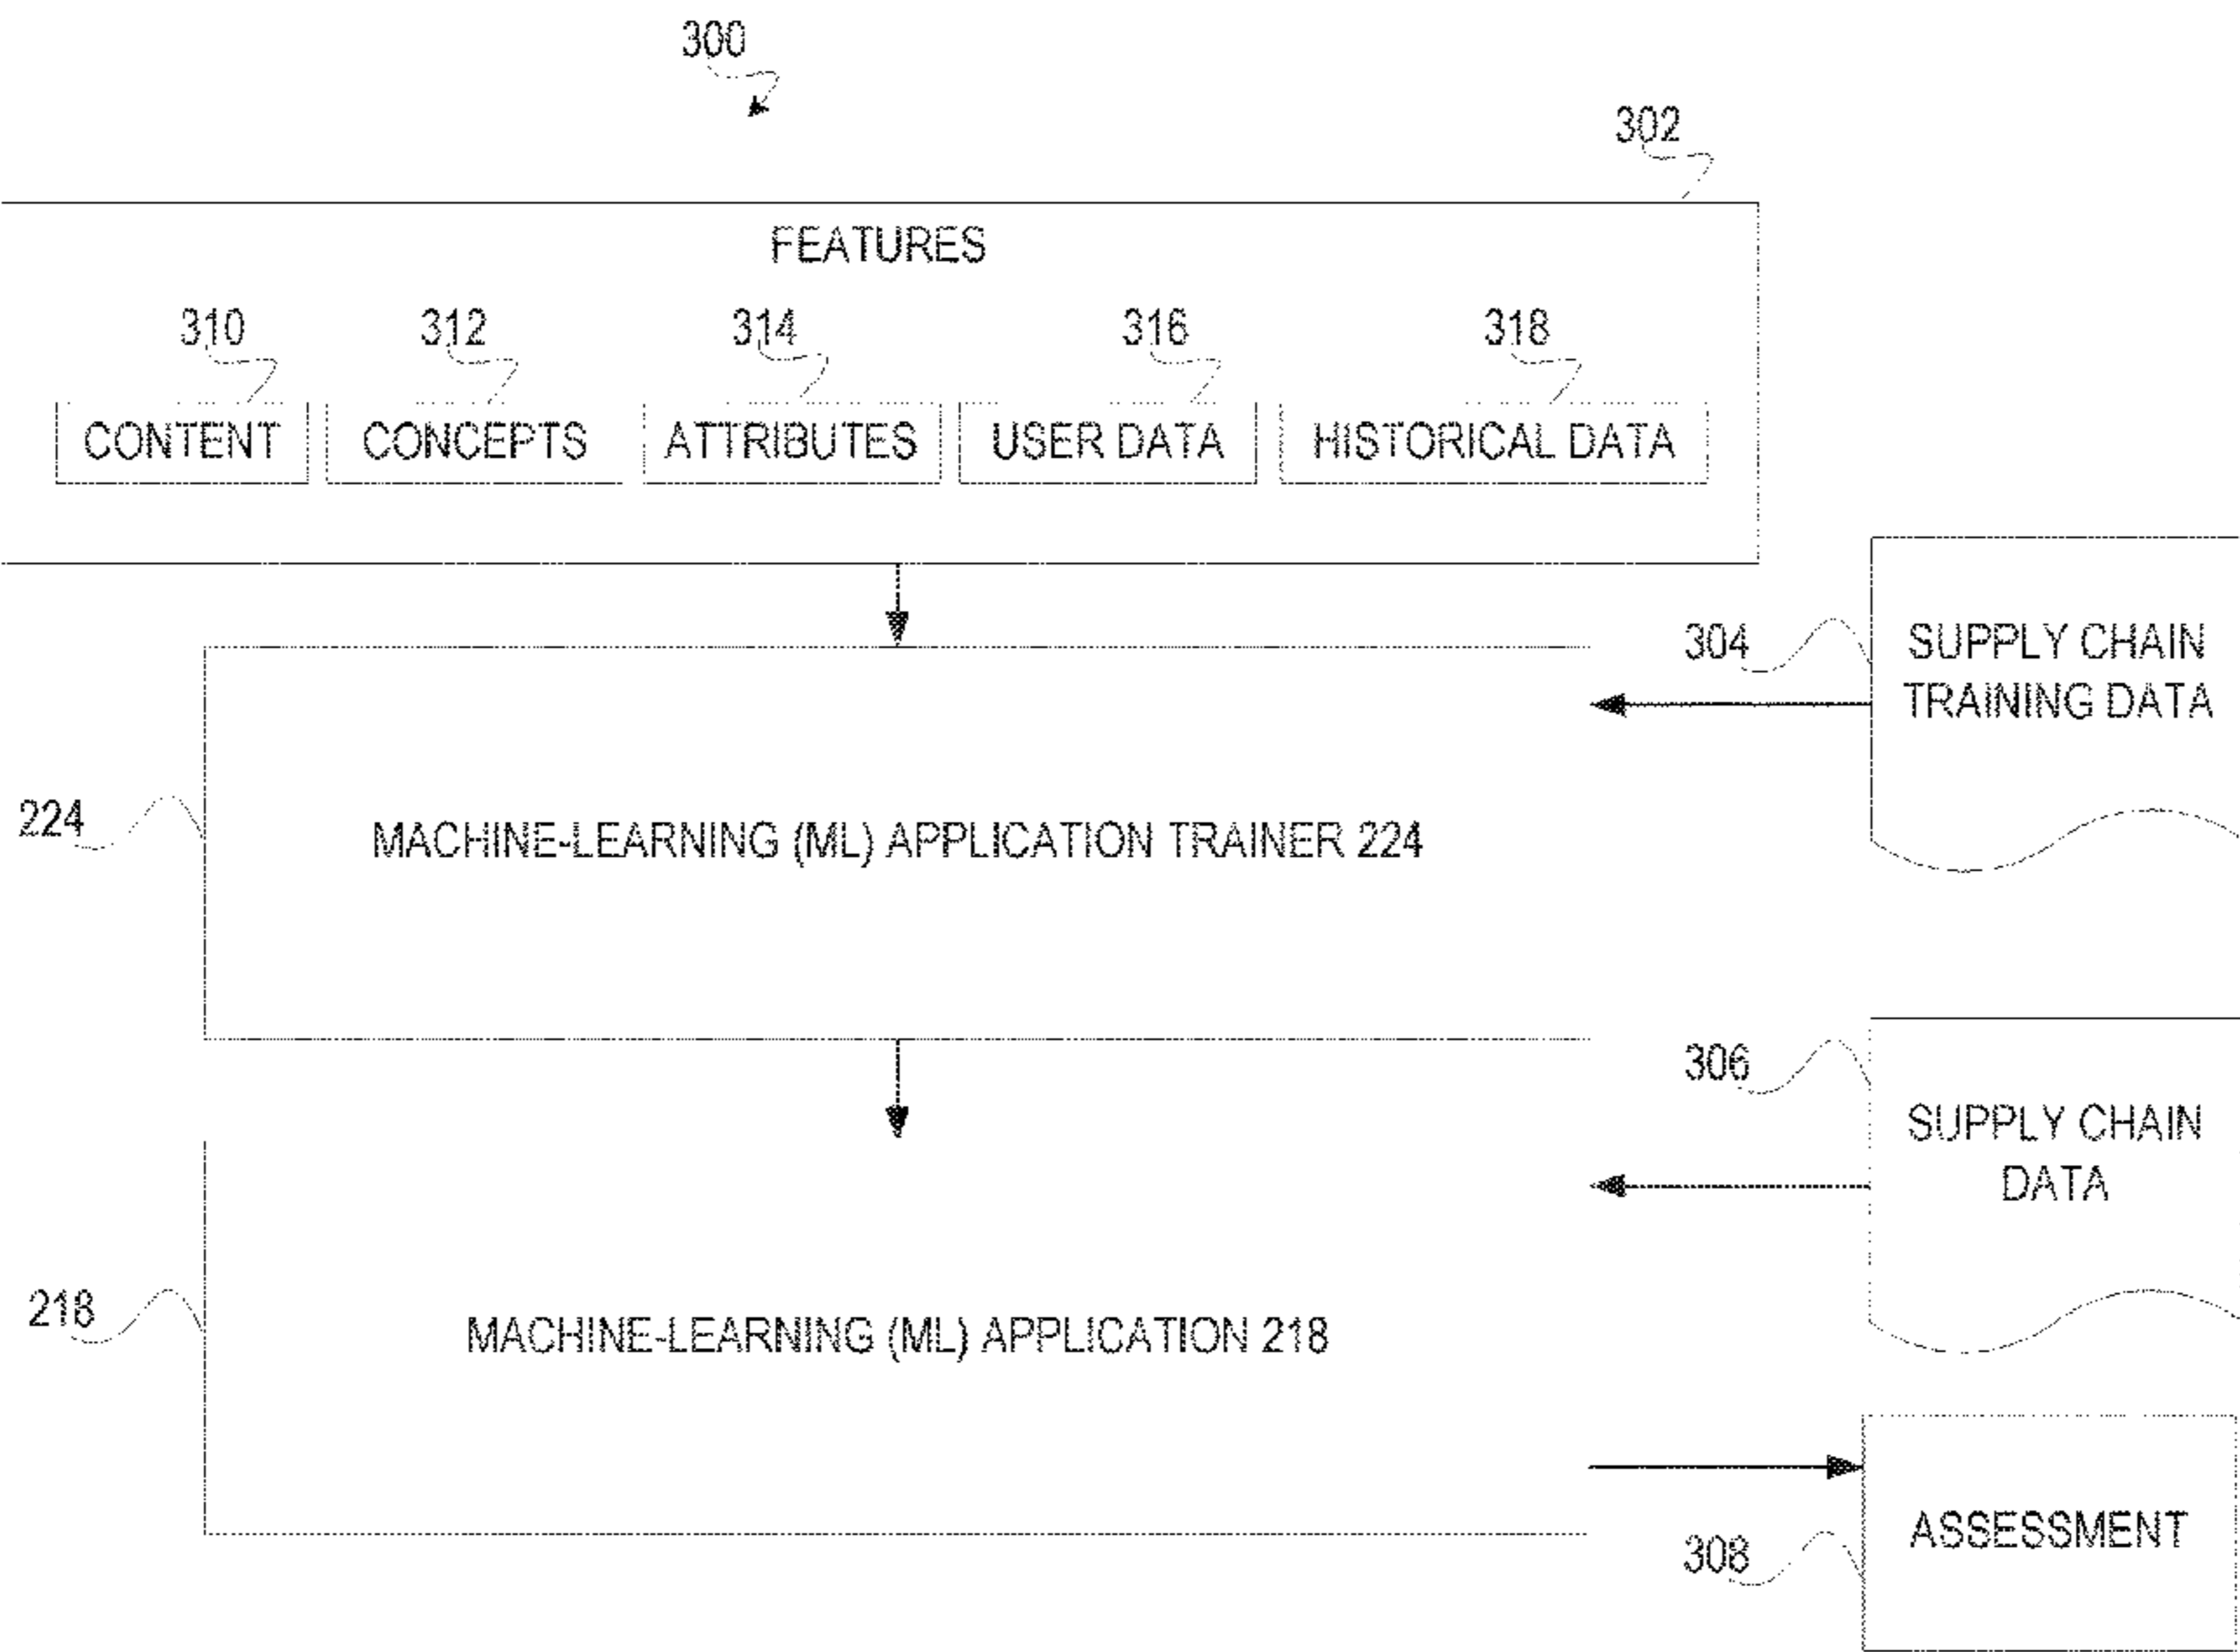 300
302
FEATURES
310 312 314 316 318
CONTENT CONCEPTS ATTRIBUTES USER DATA HISTORICAL DATA
304
SUPPLY CHAIN
TRAINING DATA
224
MACHINE-LEARNING (ML) APPLICATION TRAINER 224
306
SUPPLY CHAIN
DATA
218
MACHINE-LEARNING (ML) APPLICATION 218
308
ASSESSMENT